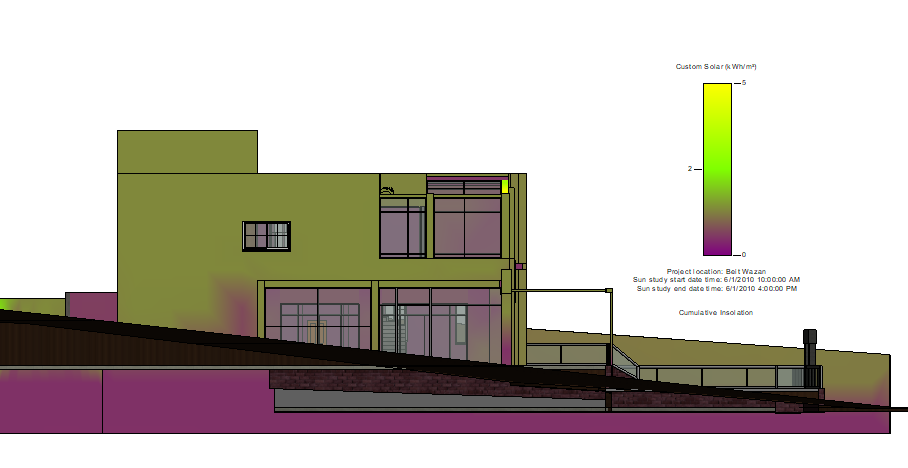 Custom Solar (kWh/m²)
5
2
0
Project location: Beit Wazan
Sun study start date time: 6/1/2010 10:00:00 AM
Sun study end date time: 6/1/2010 4:00:00 PM
Cumulative Insolation